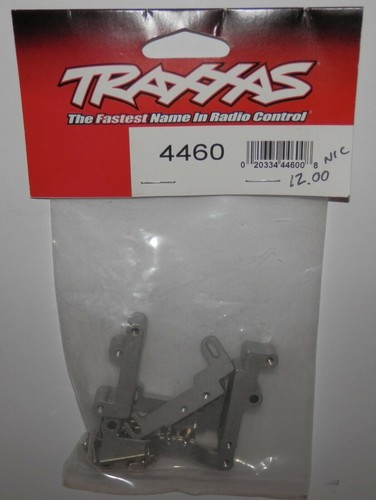 TRAXXAS
The Fastest Name In Radio Control!
4460
0 20334 44600 8
NIC
12.00